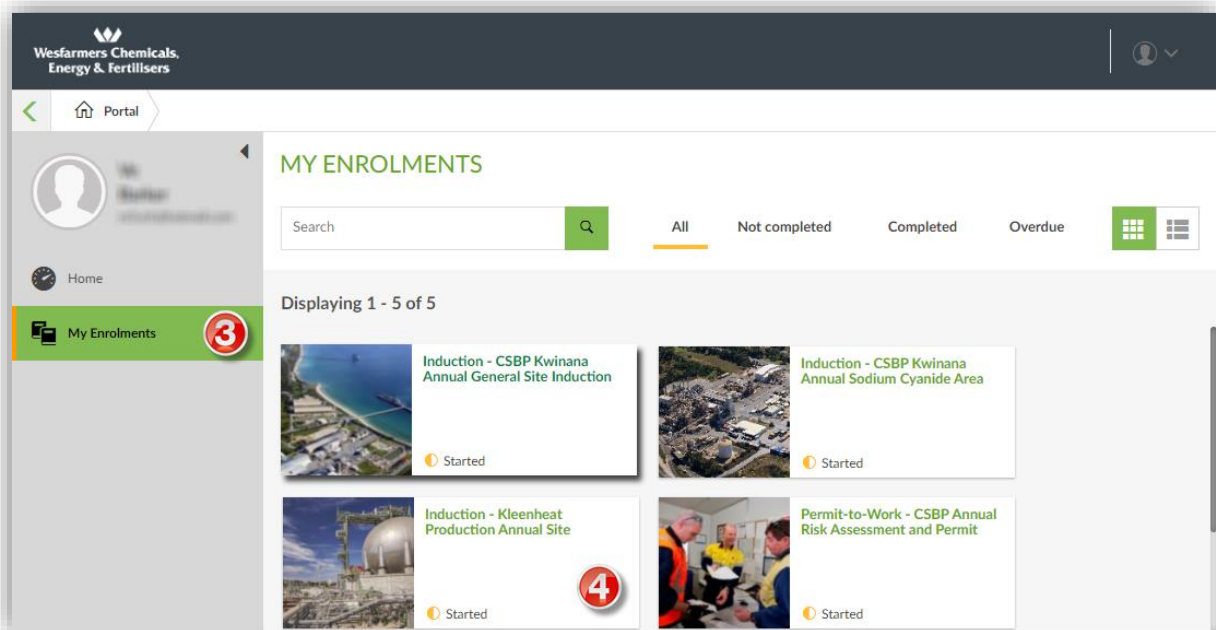 Wesfarmers Chemicals,
Energy & Fertilisers
Portal
MY ENROLMENTS
Search
All
Not completed
Completed
Overdue
Home
My Enrolments
3
Displaying 1 - 5 of 5
Induction - CSBP Kwinana
Annual General Site Induction
Started
Induction - CSBP Kwinana
Annual Sodium Cyanide Area
Started
Induction - Kleenheat
Production Annual Site
4
Started
Permit-to-Work - CSBP Annual
Risk Assessment and Permit
Started